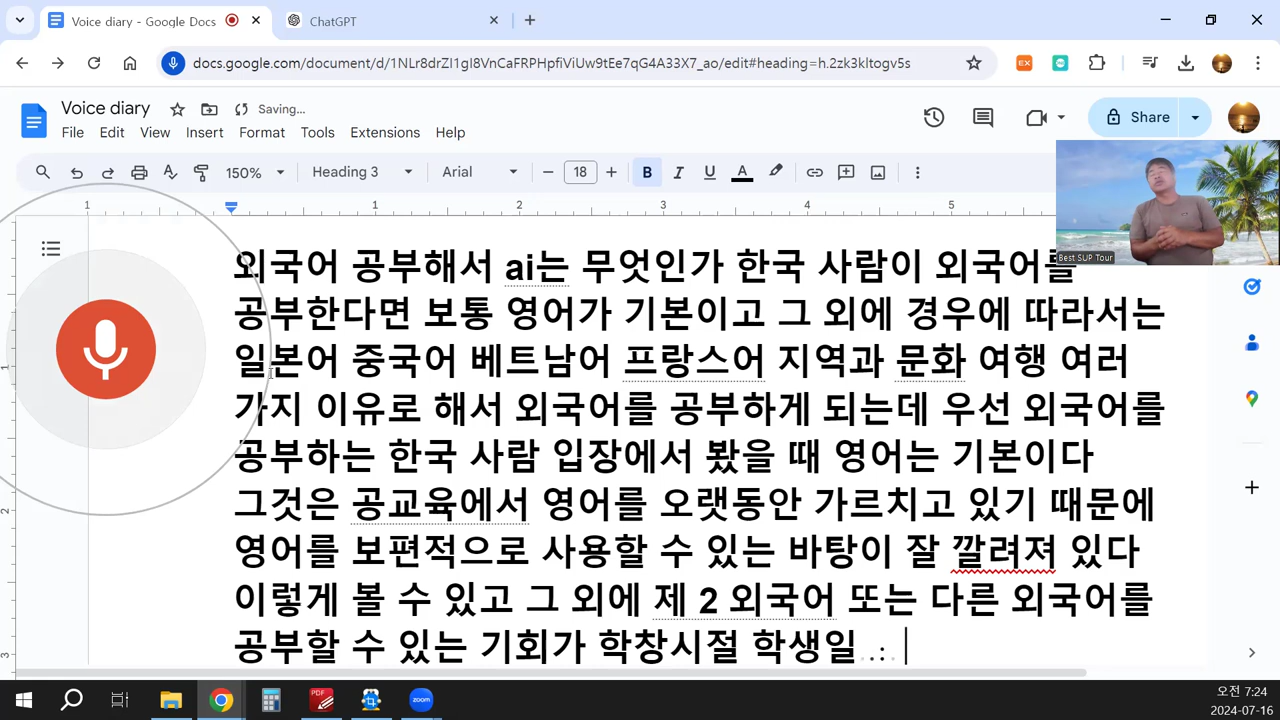 Voice diary - Google Docs
ChatGPT
docs.google.com/document/d/1NLr8drZI1gI8VnCaFRPHpfiViUw9tEe7qG4A33X7_ao/edit#heading=h.2zk3kltogv5s
EX
Voice diary
Saving...
File Edit View Insert Format Tools Extensions Help
Share
150% Heading 3 Arial 18 B I U A
1 1 2 3 4 5
Best SUP Tour
외국어 공부해서 ai는 무엇인가 한국 사람이 외국어를
공부한다면 보통 영어가 기본이고 그 외에 경우에 따라서는
일본어 중국어 베트남어 프랑스어 지역과 문화 여행 여러
가지 이유로 해서 외국어를 공부하게 되는데 우선 외국어를
공부하는 한국 사람 입장에서 봤을 때 영어는 기본이다
그것은 공교육에서 영어를 오랫동안 가르치고 있기 때문에
영어를 보편적으로 사용할 수 있는 바탕이 잘 깔려져 있다
이렇게 볼 수 있고 그 외에 제 2 외국어 또는 다른 외국어를
공부할 수 있는 기회가 학창시절 학생일
1
2
3
PDF
zoom
오전 7:24
2024-07-16